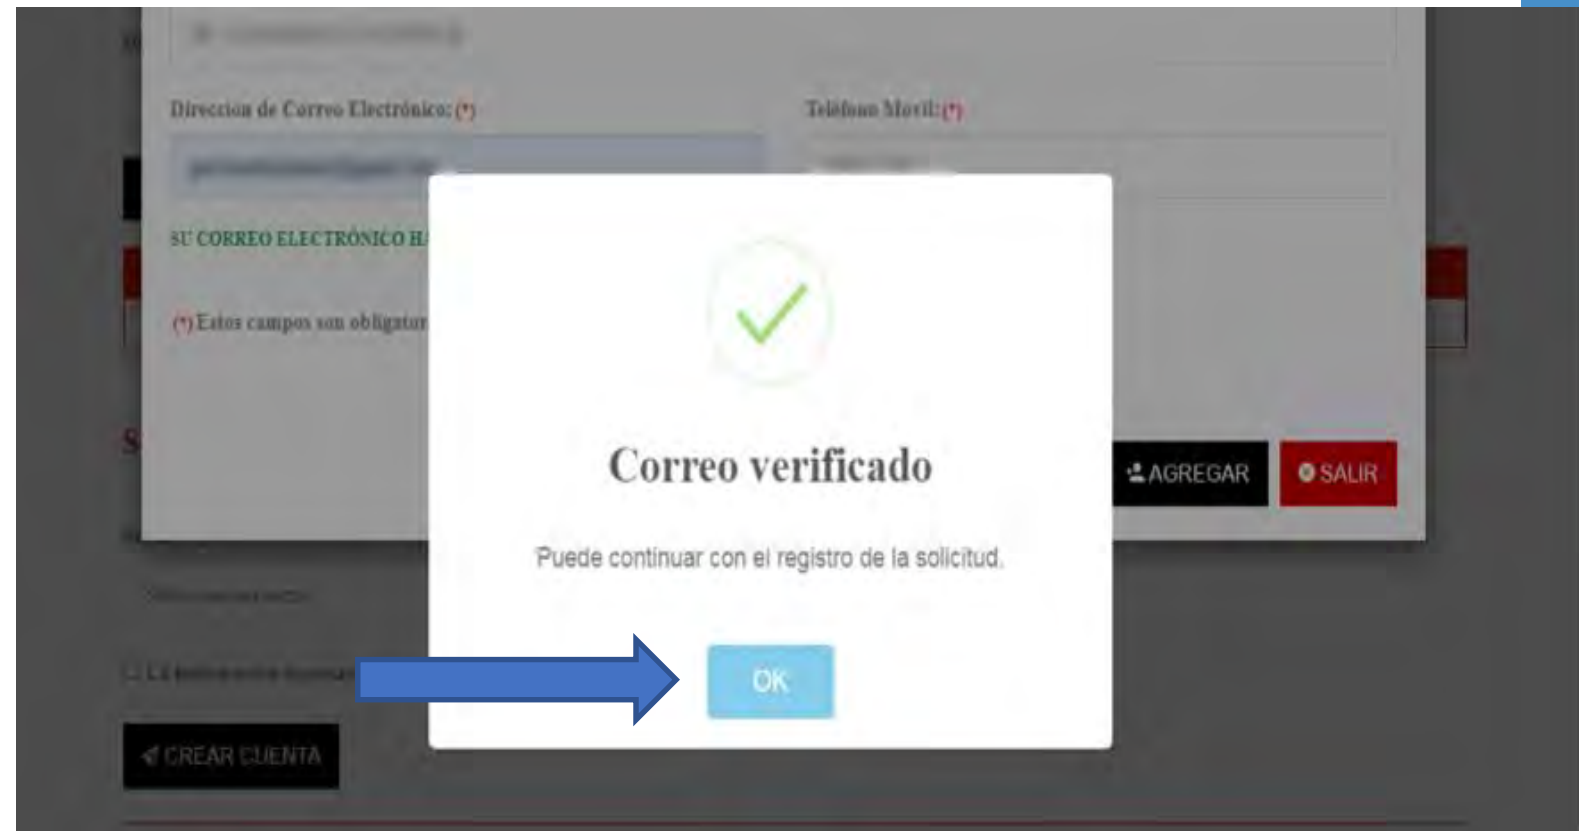 Direccion de Correo Electrónico: (*)
Teléfono Movil: (*)
SU CORREO ELECTRÓNICO
(*) Estos campos son
Correo verificado
Puede continuar con el registro de la solicitud.
AGREGAR
SALIR
OK
CREAR CUENTA